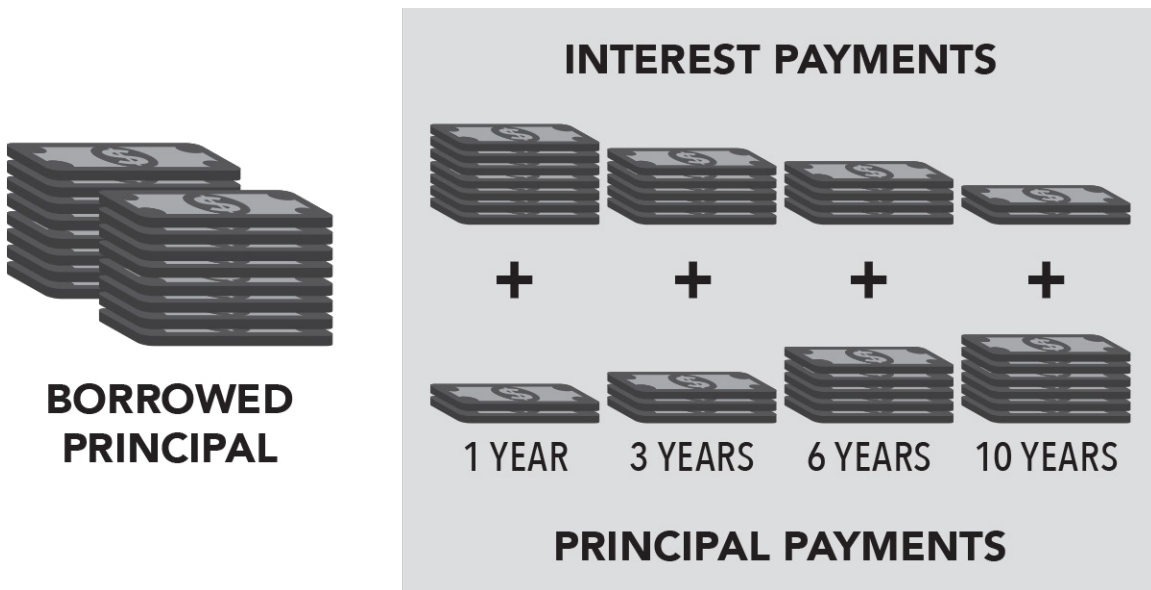 INTEREST PAYMENTS
$
$
$
$
$
$
+
+
+
+
$
$
$
$
BORROWED
PRINCIPAL
1 YEAR
3 YEARS
6 YEARS
10 YEARS
PRINCIPAL PAYMENTS